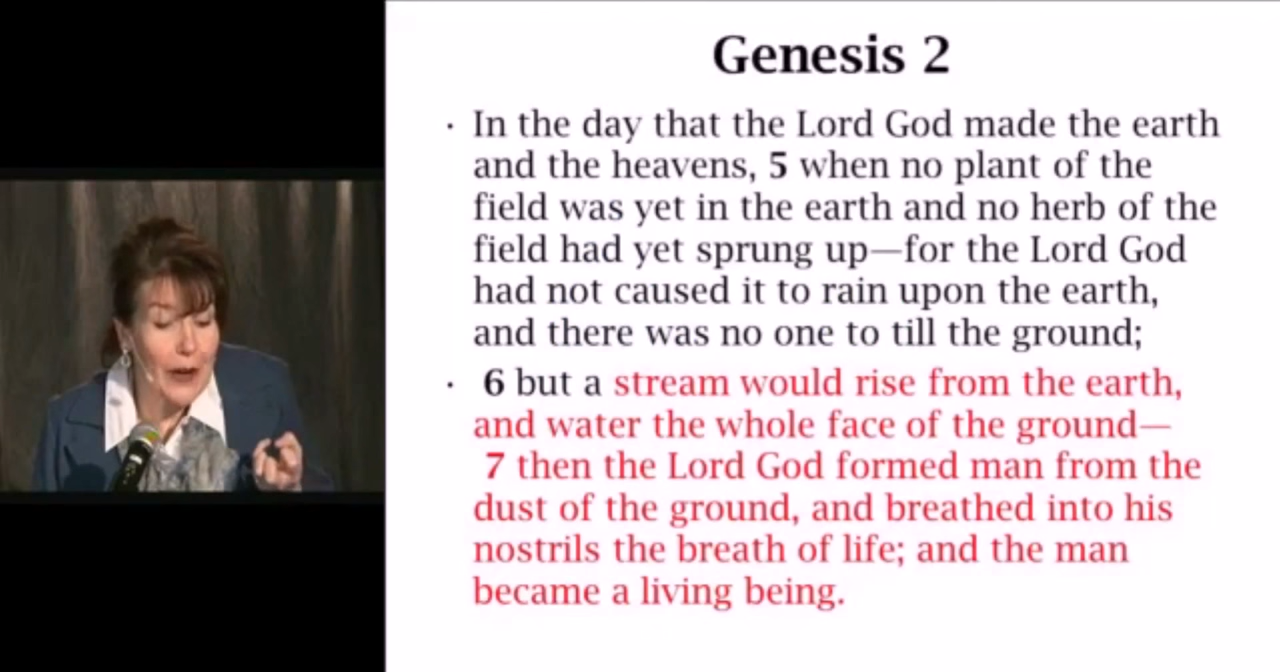 Genesis 2
· In the day that the Lord God made the earth
and the heavens, 5 when no plant of the
field was yet in the earth and no herb of the
field had yet sprung up—for the Lord God
had not caused it to rain upon the earth,
and there was no one to till the ground;
· 6 but a stream would rise from the earth,
and water the whole face of the ground—
7 then the Lord God formed man from the
dust of the ground, and breathed into his
nostrils the breath of life; and the man
became a living being.